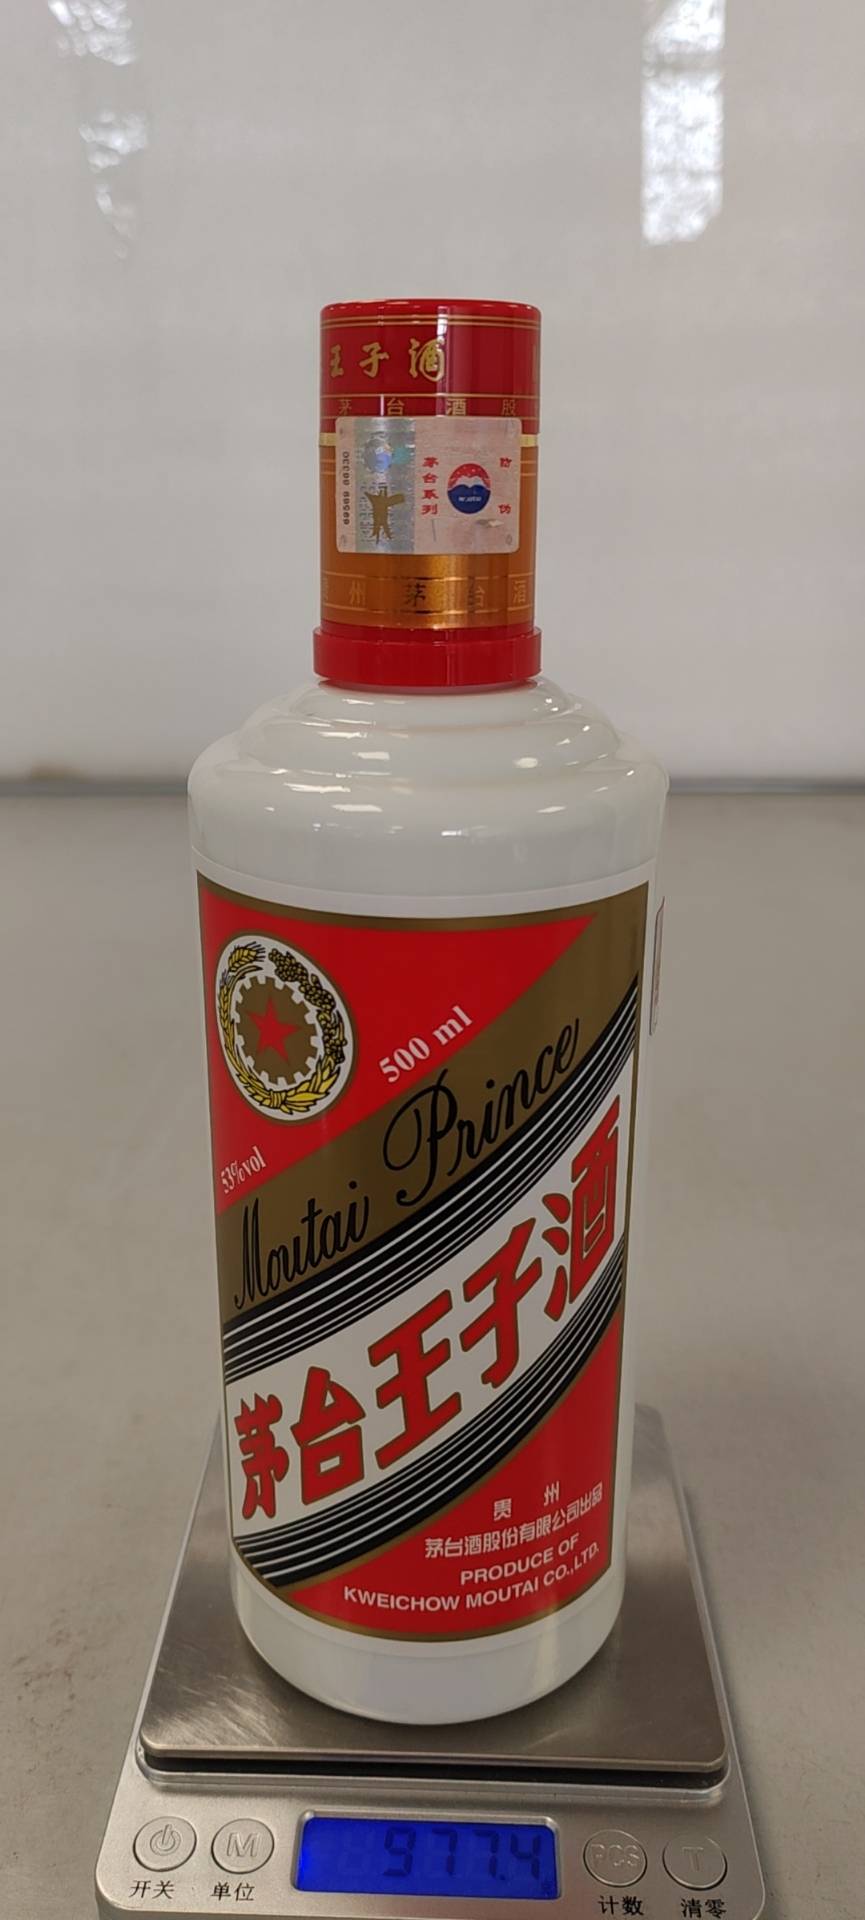 王子酒
茅台酒股
69569 66330
茅台系列
防伪
贵州茅台酒
500 ml
53%vol
Moutai Prince
茅台王子酒
贵州
茅台酒股份有限公司出品
PRODUCE OF
KWEICHOW MOUTAI CO.,LTD.
M
977.4
PCS
T
开关
单位
计数
清零